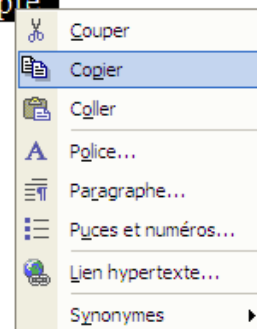 Couper
Copier
Coller
Police...
Paragraphe...
Puces et numéros...
Lien hypertexte...
Synonymes